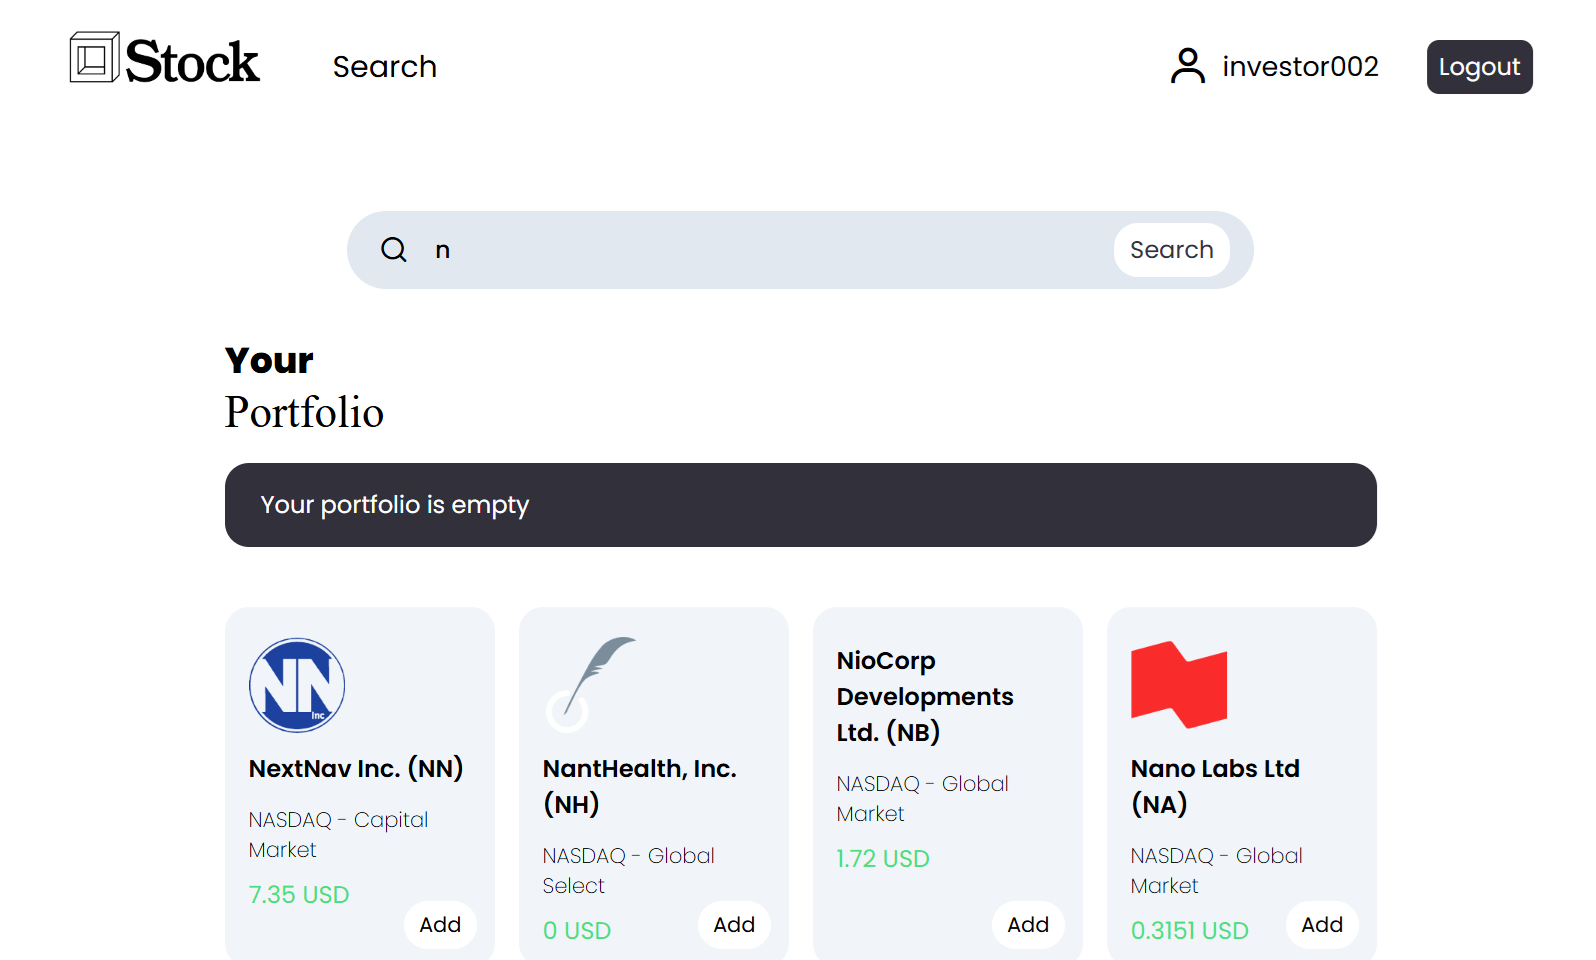 Stock
Search
investor002
Logout
n
Search
Your
Portfolio
Your portfolio is empty
NN
Inc
NextNav Inc. (NN)
NASDAQ - Capital
Market
7.35 USD
Add
NantHealth, Inc.
(NH)
NASDAQ - Global
Select
0 USD
Add
NioCorp
Developments
Ltd. (NB)
NASDAQ - Global
Market
1.72 USD
Add
Nano Labs Ltd
(NA)
NASDAQ - Global
Market
0.3151 USD
Add